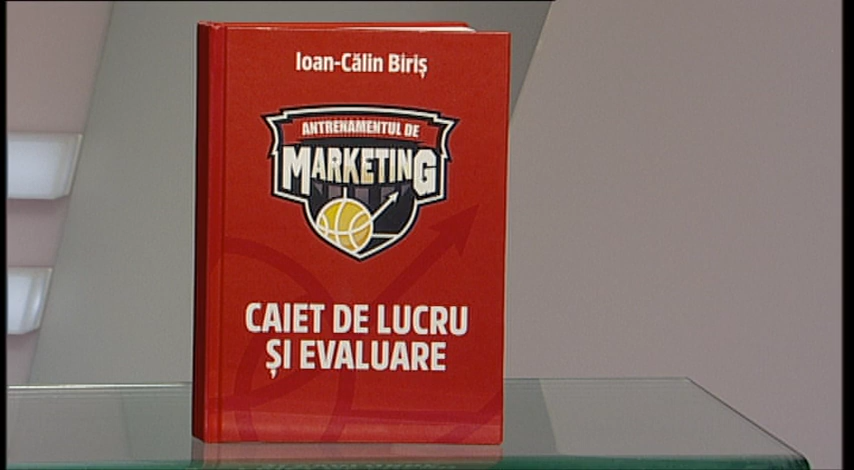 Ioan-Călin Biriș
ANTRENAMENTUL DE
MARKETING
CAIET DE LUCRU
ȘI EVALUARE